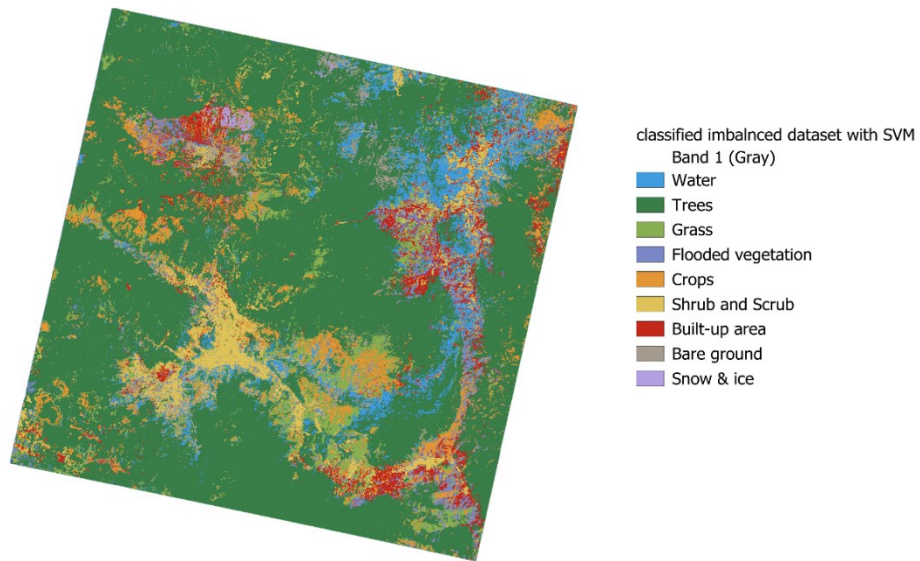 classified imbalnced dataset with SVM
Band 1 (Gray)
Water
Trees
Grass
Flooded vegetation
Crops
Shrub and Scrub
Built-up area
Bare ground
Snow & ice